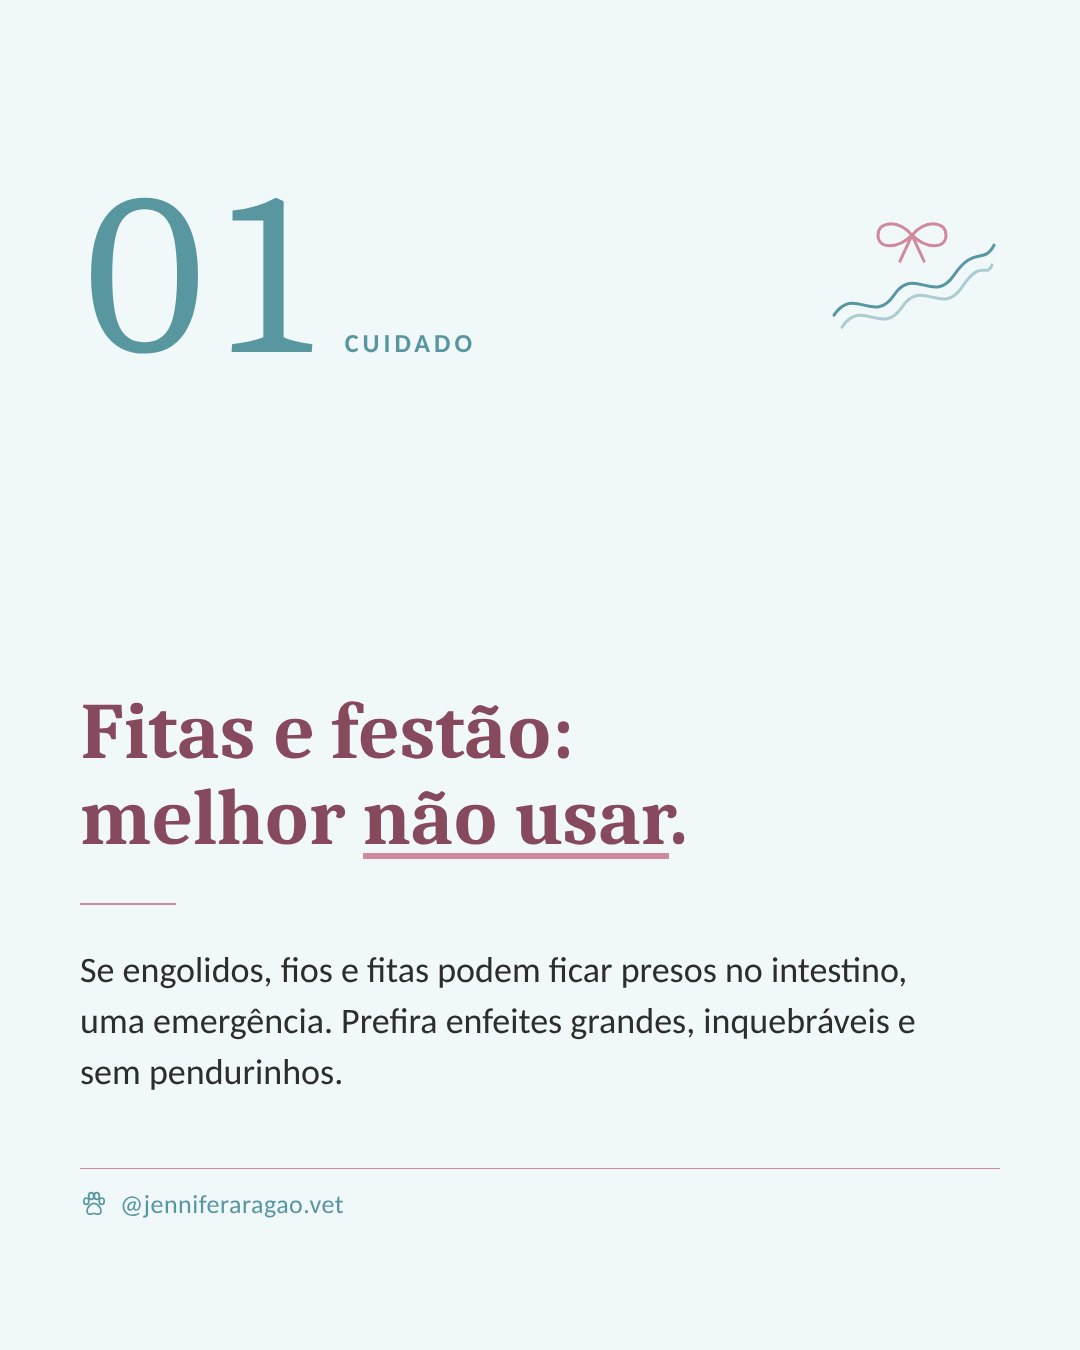 01 CUIDADO
Fitas e festão:
melhor não usar.
Se engolidos, fios e fitas podem ficar presos no intestino,
uma emergência. Prefira enfeites grandes, inquebráveis e
sem pendurinhos.
@jenniferaragao.vet